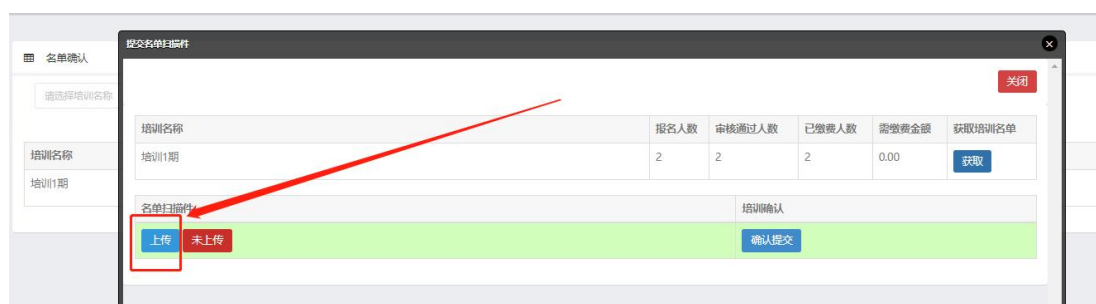 提交名单扫描件
名单确认
关闭
请选择培训名称
培训名称 报名人数 审核通过人数 已缴费人数 需缴费金额 获取培训名单
培训名称
培训1期 2 2 2 0.00 获取
培训1期
名单扫描件 培训确认
上传 未上传 确认提交